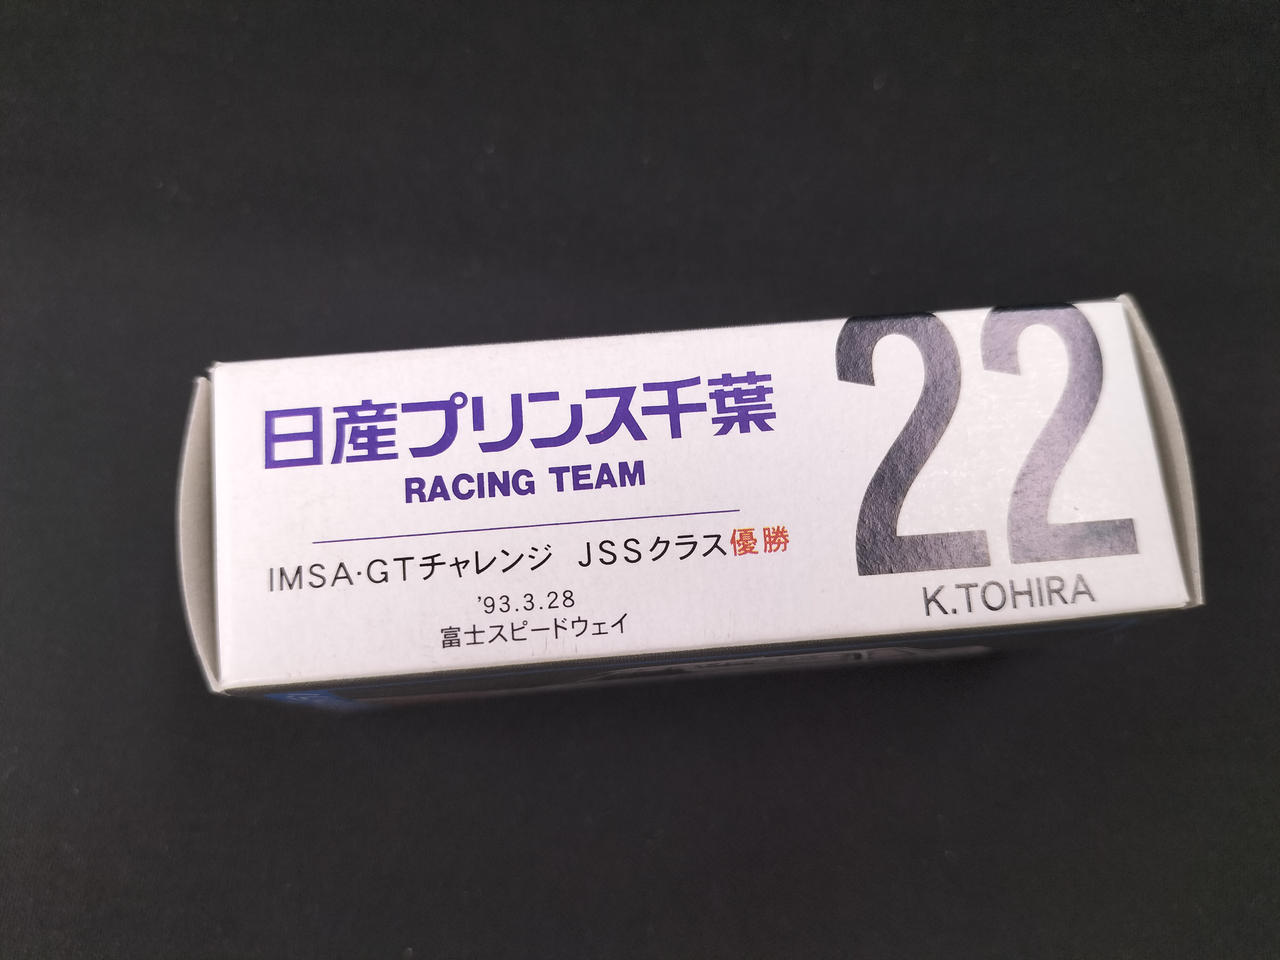 日産プリンス千葉
RACING TEAM
IMSA·GTチャレンジ JSSクラス優勝
'93.3.28
富士スピードウェイ
22
K.TOHIRA